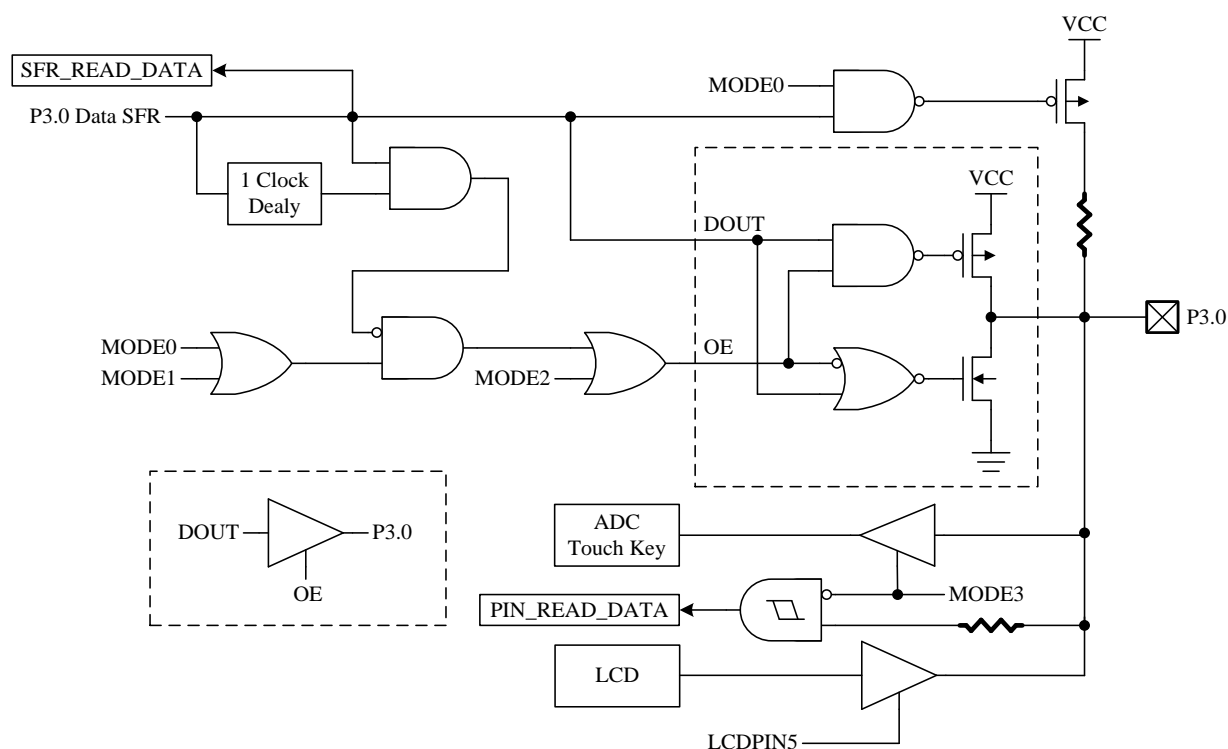 VCC
SFR_READ_DATA
MODE0
P3.0 Data SFR
1 Clock
Dealy
VCC
DOUT
P3.0
MODE0
MODE1
MODE2
OE
DOUT
P3.0
OE
ADC
Touch Key
MODE3
PIN_READ_DATA
LCD
LCDPIN5